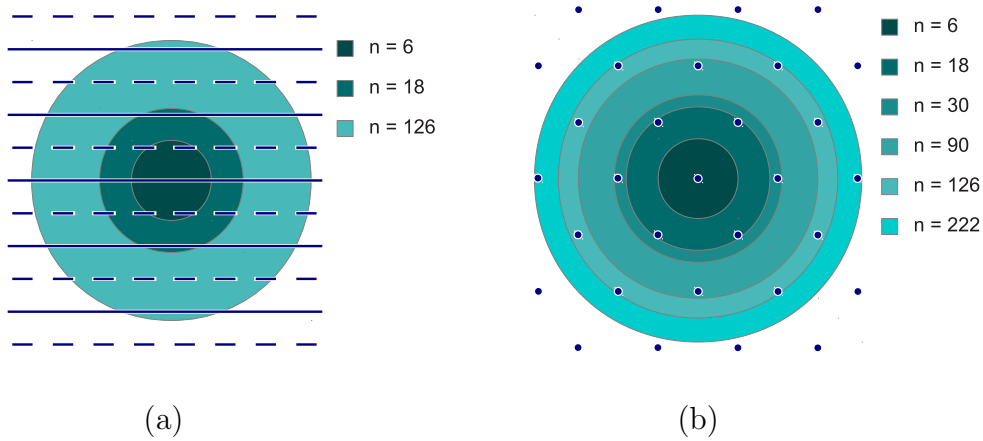 n = 6
n = 18
n = 126
n = 6
n = 18
n = 30
n = 90
n = 126
n = 222
(a)
(b)